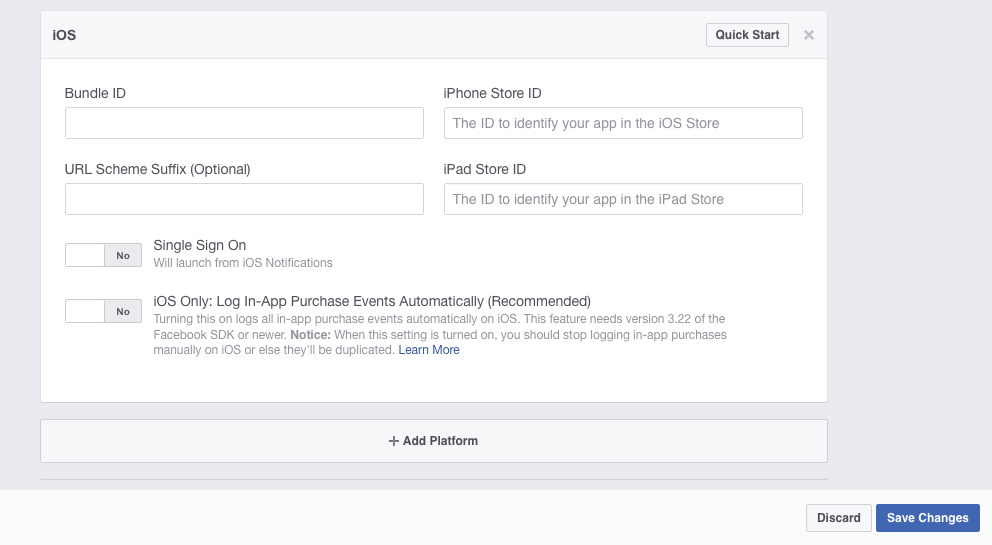 iOS
Quick Start
×
Bundle ID
iPhone Store ID
The ID to identify your app in the iOS Store
URL Scheme Suffix (Optional)
iPad Store ID
The ID to identify your app in the iPad Store
No
Single Sign On
Will launch from iOS Notifications
No
iOS Only: Log In-App Purchase Events Automatically (Recommended)
Turning this on logs all in-app purchase events automatically on iOS. This feature needs version 3.22 of the
Facebook SDK or newer. Notice: When this setting is turned on, you should stop logging in-app purchases
manually on iOS or else they'll be duplicated. Learn More
+ Add Platform
Discard
Save Changes